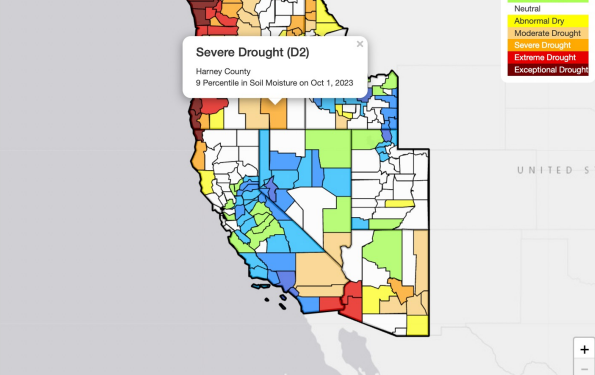 Neutral
Abnormal Dry
Moderate Drought
Severe Drought
Extreme Drought
Exceptional Drought
×
Severe Drought (D2)
Harney County
9 Percentile in Soil Moisture on Oct 1, 2023
UNITED S
+
−